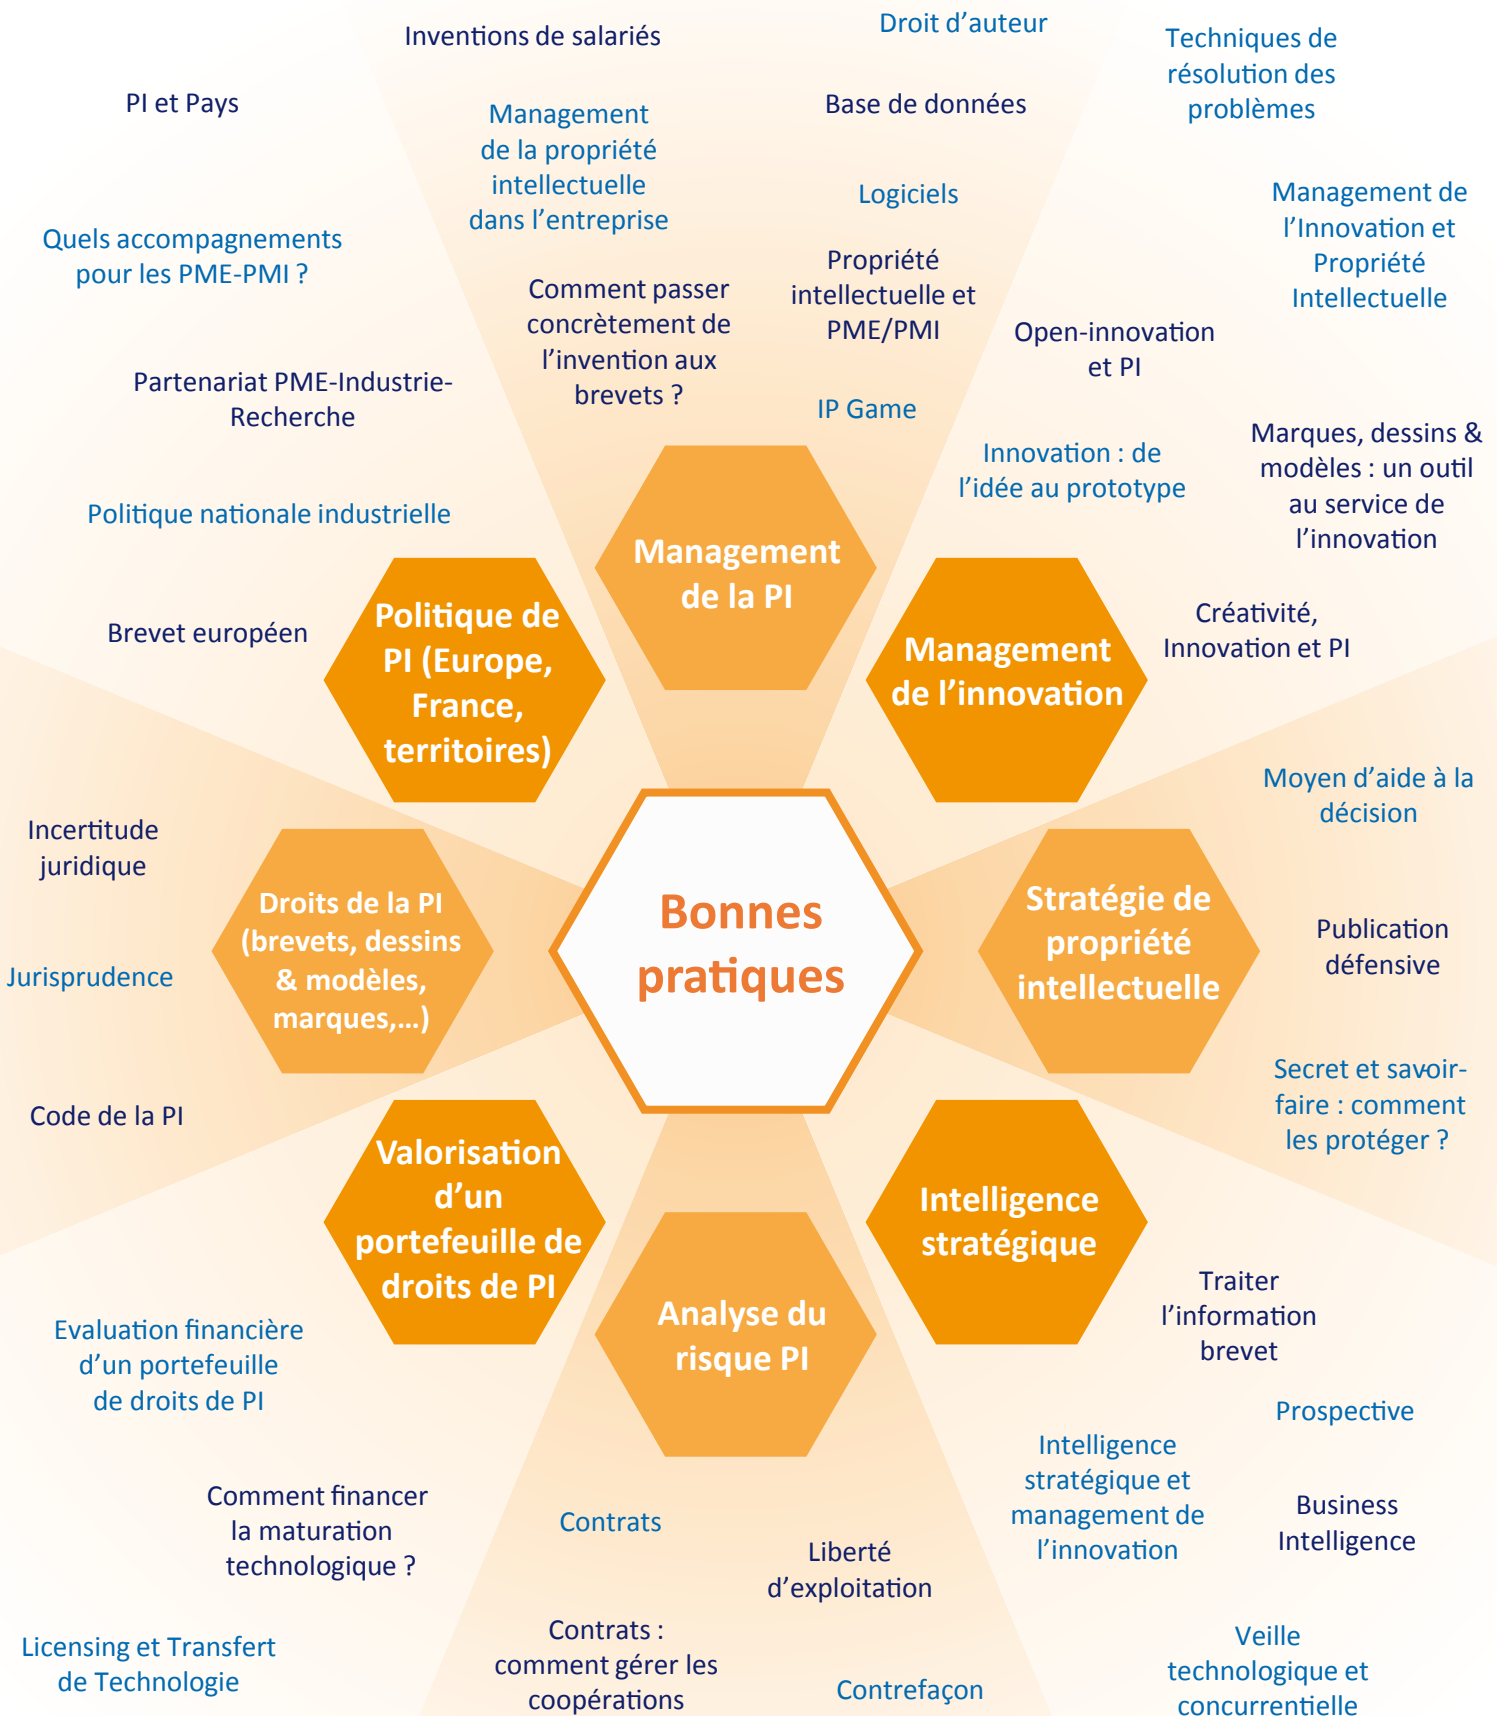 Inventions de salariés
Droit d'auteur
Techniques de
résolution des
problèmes
PI et Pays
Management
de la propriété
intellectuelle
dans l'entreprise
Base de données
Logiciels
Management de
l'Innovation et
Propriété
Intellectuelle
Quels accompagnements
pour les PME-PMI ?
Comment passer
concrètement de
l'invention aux
brevets ?
Propriété
intellectuelle et
PME/PMI
Open-innovation
et PI
Partenariat PME-Industrie-
Recherche
IP Game
Innovation : de
l'idée au prototype
Marques, dessins &
modèles : un outil
au service de
l'innovation
Politique nationale industrielle
Management
de la PI
Brevet européen
Politique de
PI (Europe,
France,
territoires)
Management
de l'innovation
Créativité,
Innovation et PI
Moyen d'aide à la
décision
Incertitude
juridique
Droits de la PI
(brevets, dessins
& modèles,
marques,...)
Bonnes
pratiques
Stratégie de
propriété
intellectuelle
Publication
défensive
Jurisprudence
Secret et savoir-
faire : comment
les protéger ?
Code de la PI
Valorisation
d'un
portefeuille de
droits de PI
Intelligence
stratégique
Analyse du
risque PI
Traiter
l'information
brevet
Evaluation financière
d'un portefeuille
de droits de PI
Prospective
Intelligence
stratégique et
management de
l'innovation
Comment financer
la maturation
technologique ?
Contrats
Business
Intelligence
Liberté
d'exploitation
Licensing et Transfert
de Technologie
Contrats :
comment gérer les
coopérations
Contrefaçon
Veille
technologique et
concurrentielle